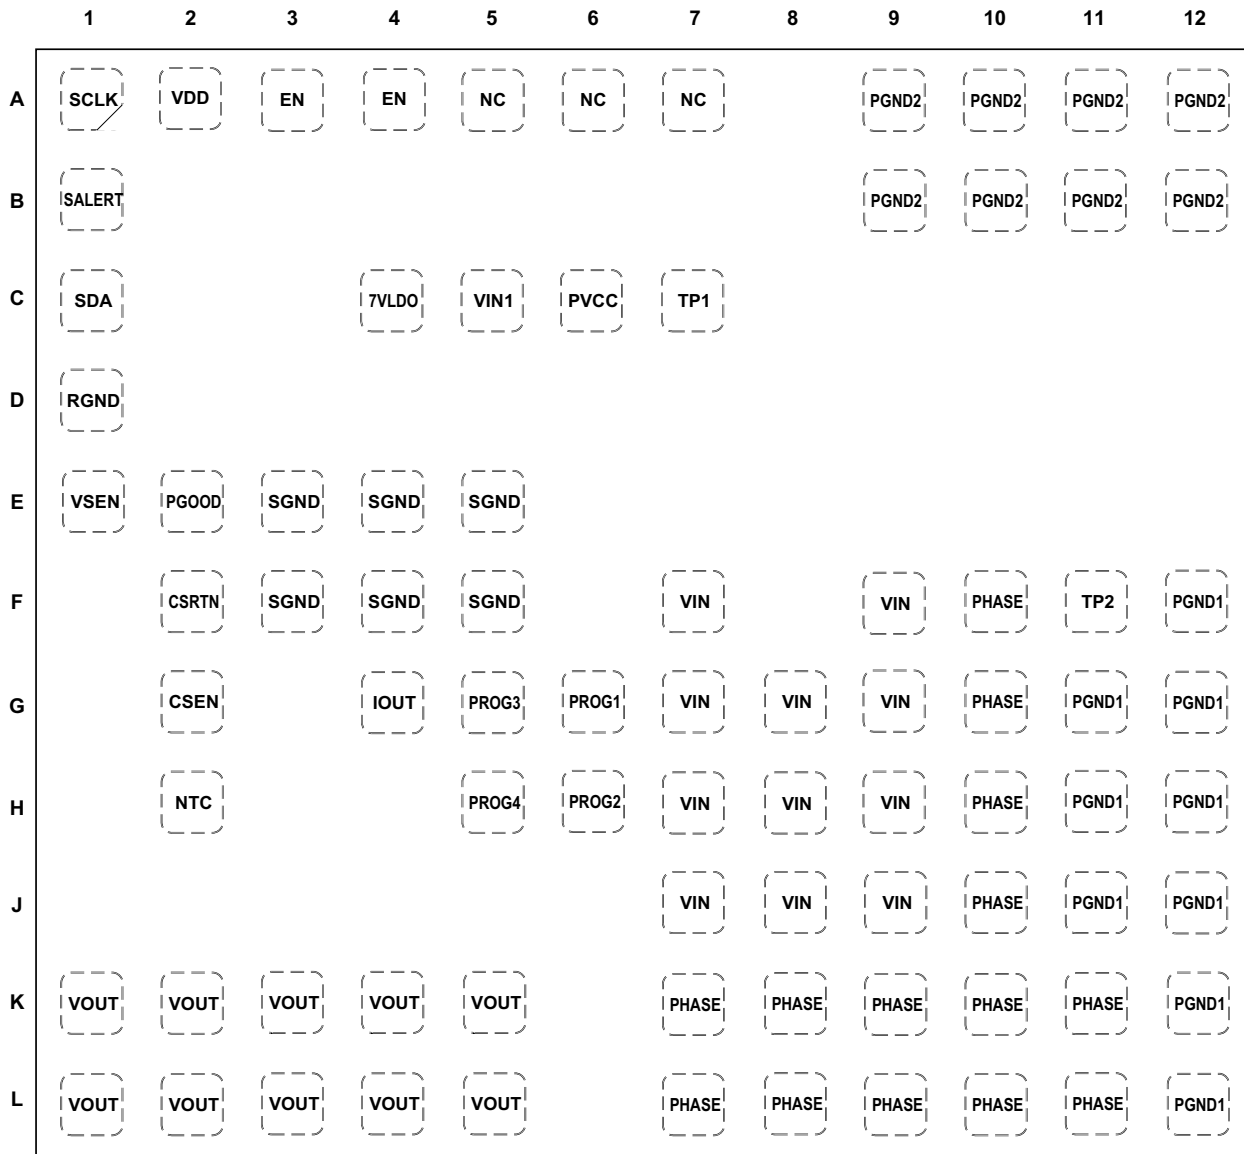 1 2 3 4 5 6 7 8 9 10 11 12
A SCLK VDD EN EN NC NC NC PGND2 PGND2 PGND2 PGND2
B SALERT PGND2 PGND2 PGND2 PGND2
C SDA 7VLDO VIN1 PVCC TP1
D RGND
E VSEN PGOOD SGND SGND SGND
F CSRTN SGND SGND SGND VIN VIN PHASE TP2 PGND1
G CSEN IOUT PROG3 PROG1 VIN VIN VIN PHASE PGND1 PGND1
H NTC PROG4 PROG2 VIN VIN VIN PHASE PGND1 PGND1
J VIN VIN VIN PHASE PGND1 PGND1
K VOUT VOUT VOUT VOUT VOUT PHASE PHASE PHASE PHASE PHASE PGND1
L VOUT VOUT VOUT VOUT VOUT PHASE PHASE PHASE PHASE PHASE PGND1